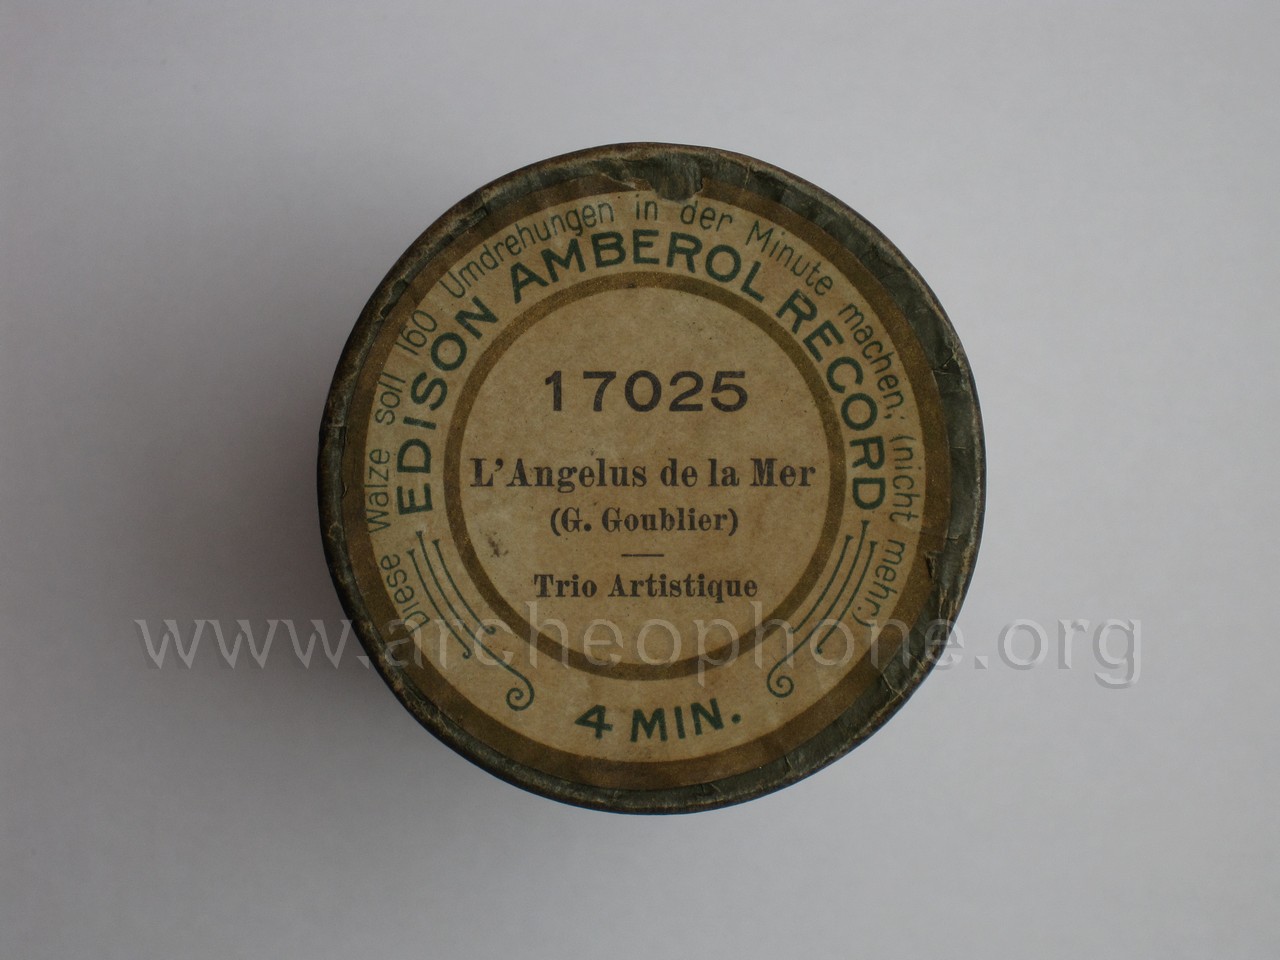 Diese Walze soll 160 Umdrehungen in der Minute machen; (nicht mehr.)
EDISON AMBEROL RECORD
17025
L'Angelus de la Mer
(G. Goublier)
Trio Artistique
www.archeophone.org
4 MIN.